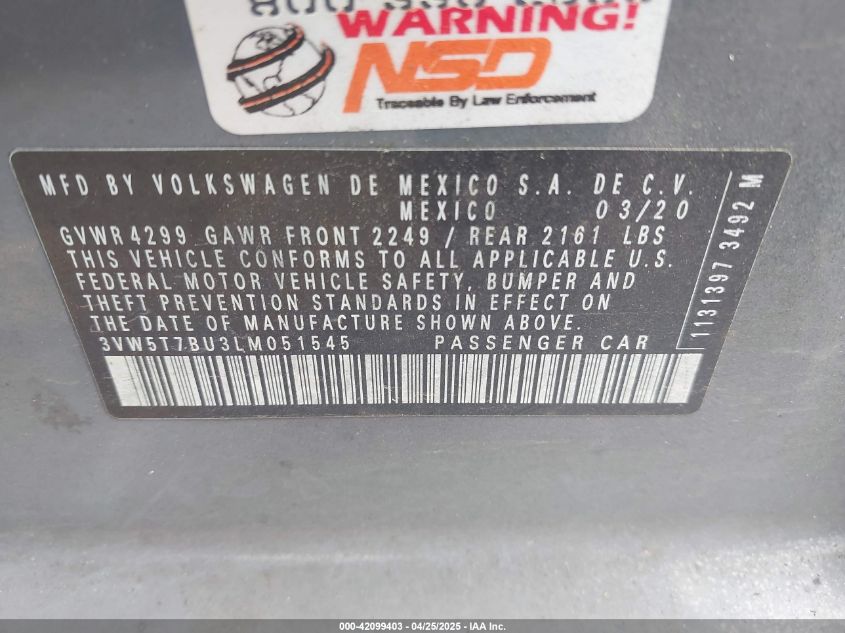 WARNING!
NSD
Traceable By Law Enforcement
MFD BY VOLKSWAGEN DE MEXICO S.A. DE C.V.
MEXICO 03/20
GVWR 4299 GAWR FRONT 2249 / REAR 2161 LBS
THIS VEHICLE CONFORMS TO ALL APPLICABLE U.S.
FEDERAL MOTOR VEHICLE SAFETY, BUMPER AND
THEFT PREVENTION STANDARDS IN EFFECT ON
THE DATE OF MANUFACTURE SHOWN ABOVE.
3VW5T7BU3LM051545 PASSENGER CAR
1131397 3492 M
000-42099403 - 04/25/2025 - IAA Inc.